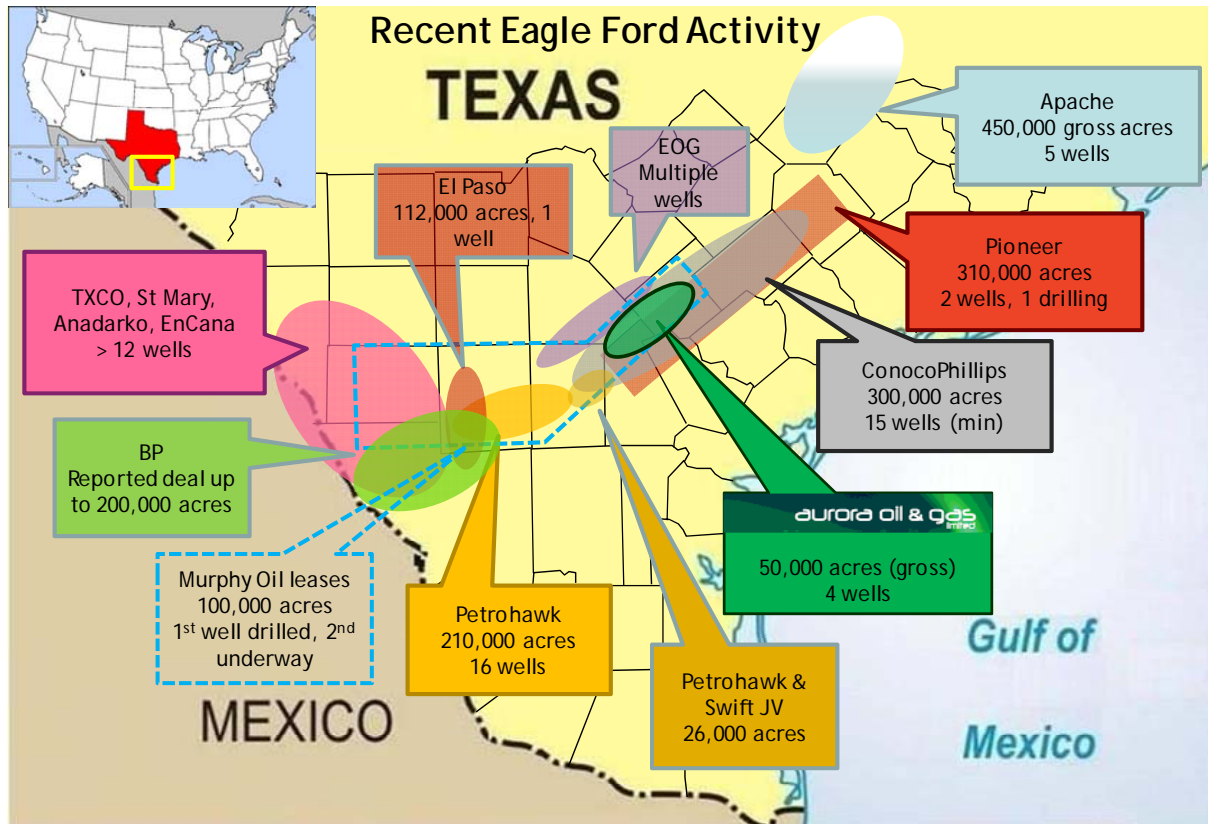 Recent Eagle Ford Activity
TEXAS
Apache
450,000 gross acres
5 wells
EOG
Multiple
wells
El Paso
112,000 acres, 1
well
Pioneer
310,000 acres
2 wells, 1 drilling
TXCO, St Mary,
Anadarko, EnCana
> 12 wells
ConocoPhillips
300,000 acres
15 wells (min)
BP
Reported deal up
to 200,000 acres
aurora oil & gas
limited
50,000 acres (gross)
4 wells
Murphy Oil leases
100,000 acres
1st well drilled, 2nd
underway
Petrohawk
210,000 acres
16 wells
Petrohawk &
Swift JV
26,000 acres
Gulf of
Mexico
MEXICO